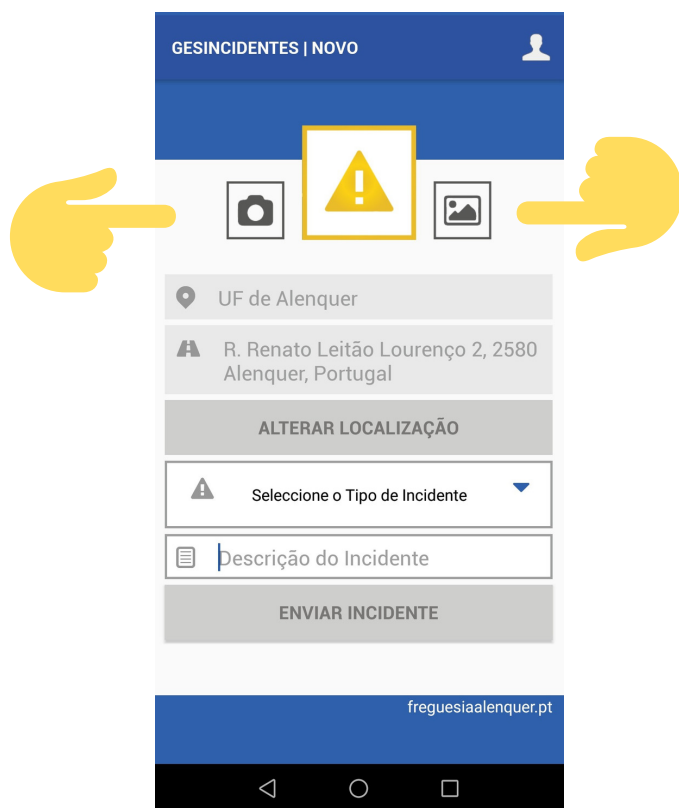 GESINCIDENTES | NOVO
UF de Alenquer
R. Renato Leitão Lourenço 2, 2580
Alenquer, Portugal
ALTERAR LOCALIZAÇÃO
Seleccione o Tipo de Incidente
Descrição do Incidente
ENVIAR INCIDENTE
freguesiaalenquer.pt